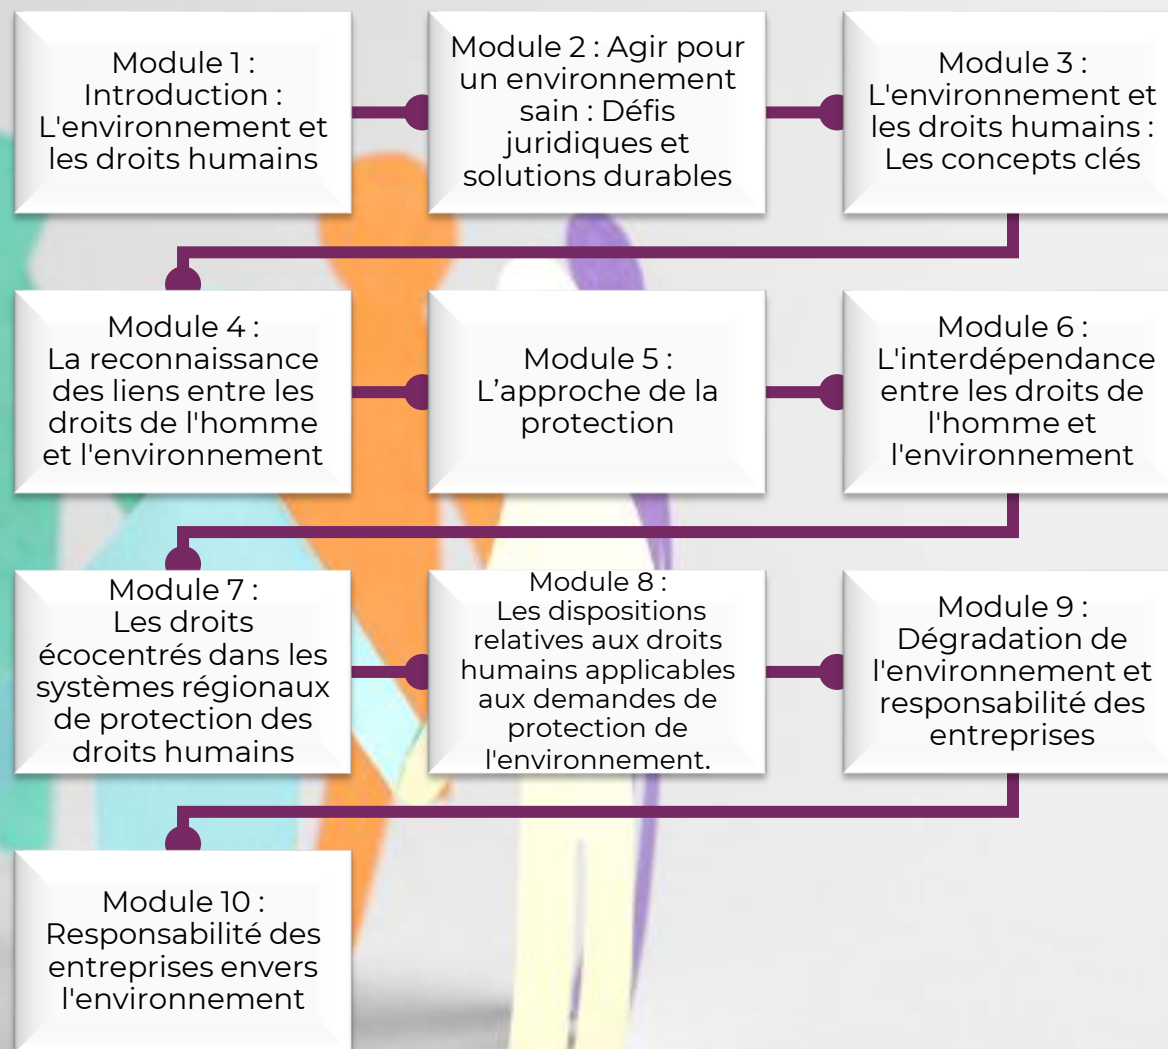 Module 1 :
Introduction :
L'environnement et
les droits humains
Module 2 : Agir pour
un environnement
sain : Défis
juridiques et
solutions durables
Module 3 :
L'environnement et
les droits humains :
Les concepts clés
Module 4 :
La reconnaissance
des liens entre les
droits de l'homme
et l'environnement
Module 5 :
L’approche de la
protection
Module 6 :
L'interdépendance
entre les droits de
l'homme et
l'environnement
Module 7 :
Les droits
écocentrés dans les
systèmes régionaux
de protection des
droits humains
Module 8 :
Les dispositions
relatives aux droits
humains applicables
aux demandes de
protection de
l'environnement.
Module 9 :
Dégradation de
l'environnement et
responsabilité des
entreprises
Module 10 :
Responsabilité des
entreprises envers
l'environnement